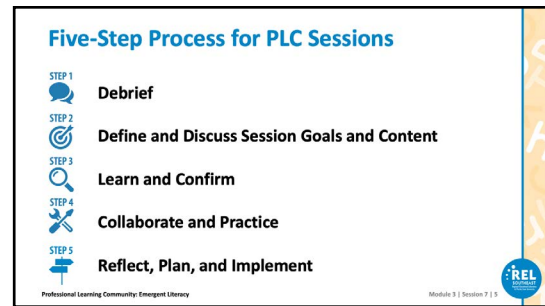 Five-Step Process for PLC Sessions
STEP 1
Debrief
STEP 2
Define and Discuss Session Goals and Content
STEP 3
Learn and Confirm
STEP 4
Collaborate and Practice
STEP 5
Reflect, Plan, and Implement
REL
SOUTHEAST
Professional Learning Community: Emergent Literacy
Module 3 | Session 7 | 5